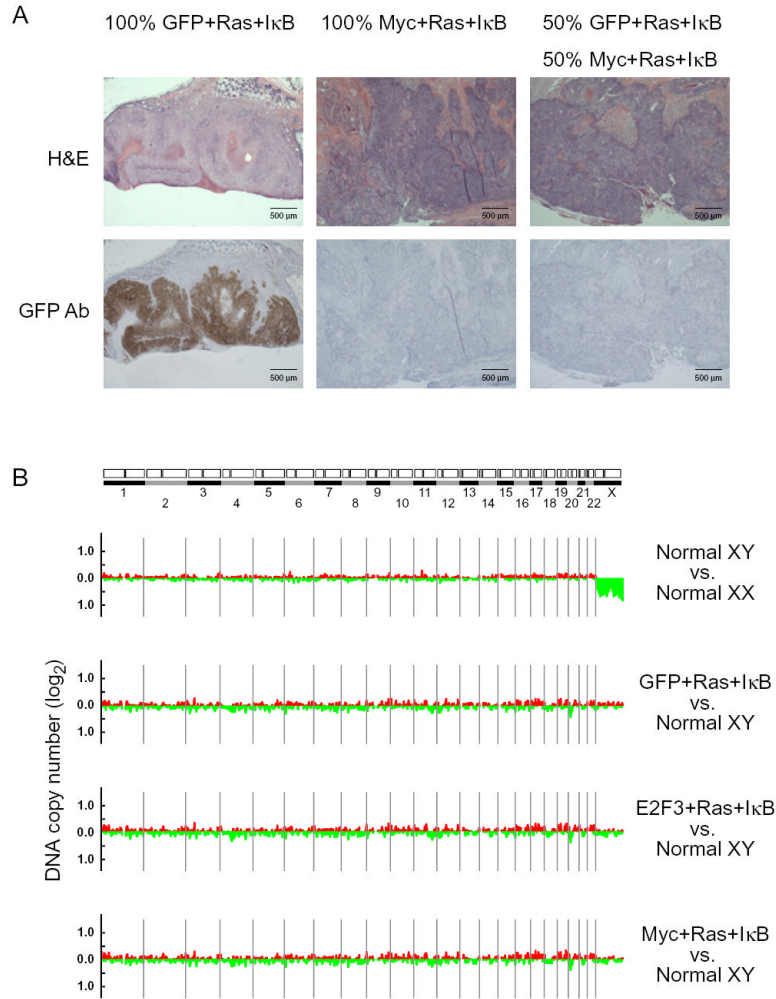 A
100% GFP+Ras+IκB
100% Myc+Ras+IκB
50% GFP+Ras+IκB
50% Myc+Ras+IκB
H&E
500 µm
500 µm
500 µm
GFP Ab
500 µm
500 µm
500 µm
B
1 2 3 4 5 6 7 8 9 10 11 12 13 14 15 16 17 18 19 20 21 22 X
DNA copy number (log2)
1.0
0.0
1.0
Normal XY
vs.
Normal XX
1.0
0.0
1.0
GFP+Ras+IκB
vs.
Normal XY
1.0
0.0
1.0
E2F3+Ras+IκB
vs.
Normal XY
1.0
0.0
1.0
Myc+Ras+IκB
vs.
Normal XY